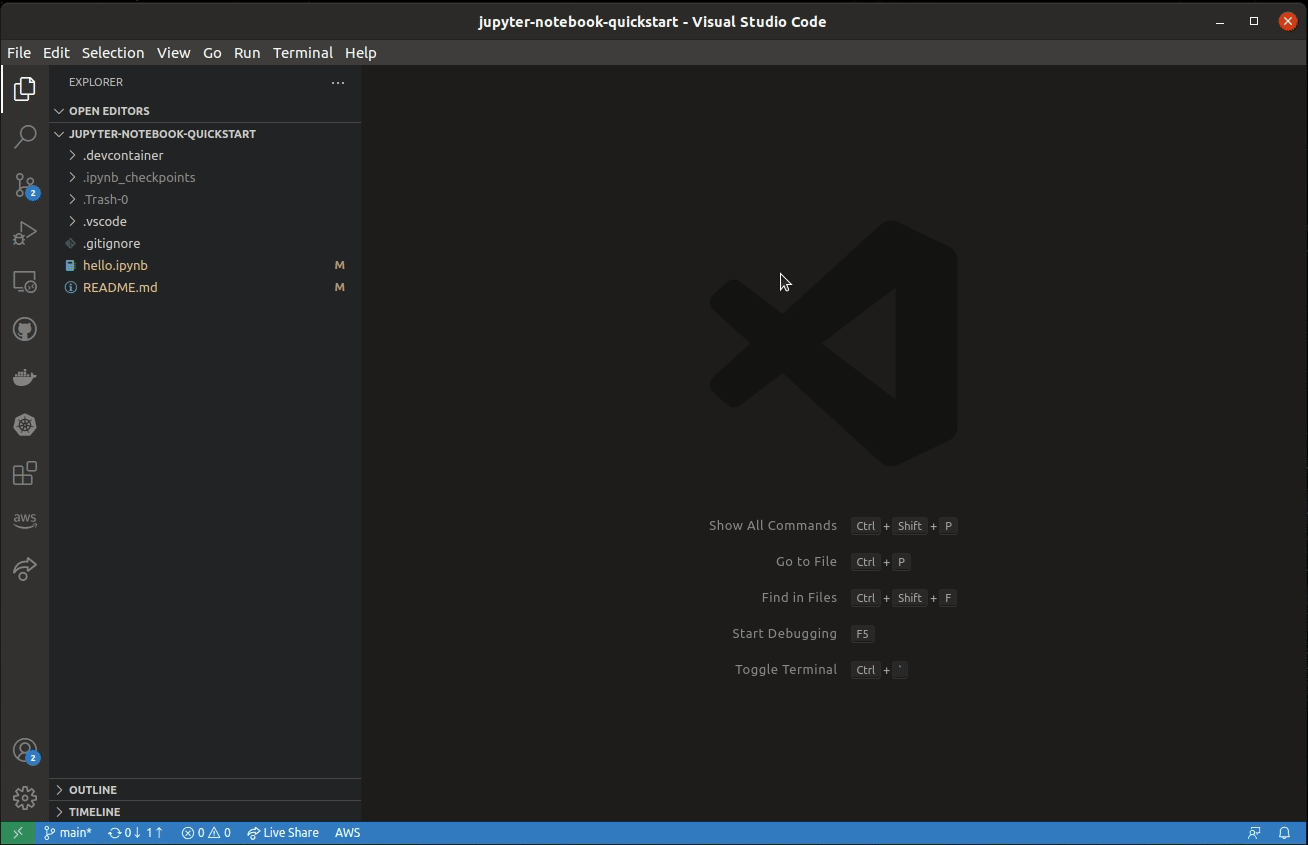 jupyter-notebook-quickstart - Visual Studio Code
File Edit Selection View Go Run Terminal Help
EXPLORER ...
OPEN EDITORS
JUPYTER-NOTEBOOK-QUICKSTART
.devcontainer
.ipynb_checkpoints
.Trash-0
.vscode
.gitignore
hello.ipynb M
README.md M
2
aws
2
Show All Commands Ctrl + Shift + P
Go to File Ctrl + P
Find in Files Ctrl + Shift + F
Start Debugging F5
Toggle Terminal Ctrl + `
OUTLINE
TIMELINE
main* 0↓ 1↑ 0 0 Live Share AWS